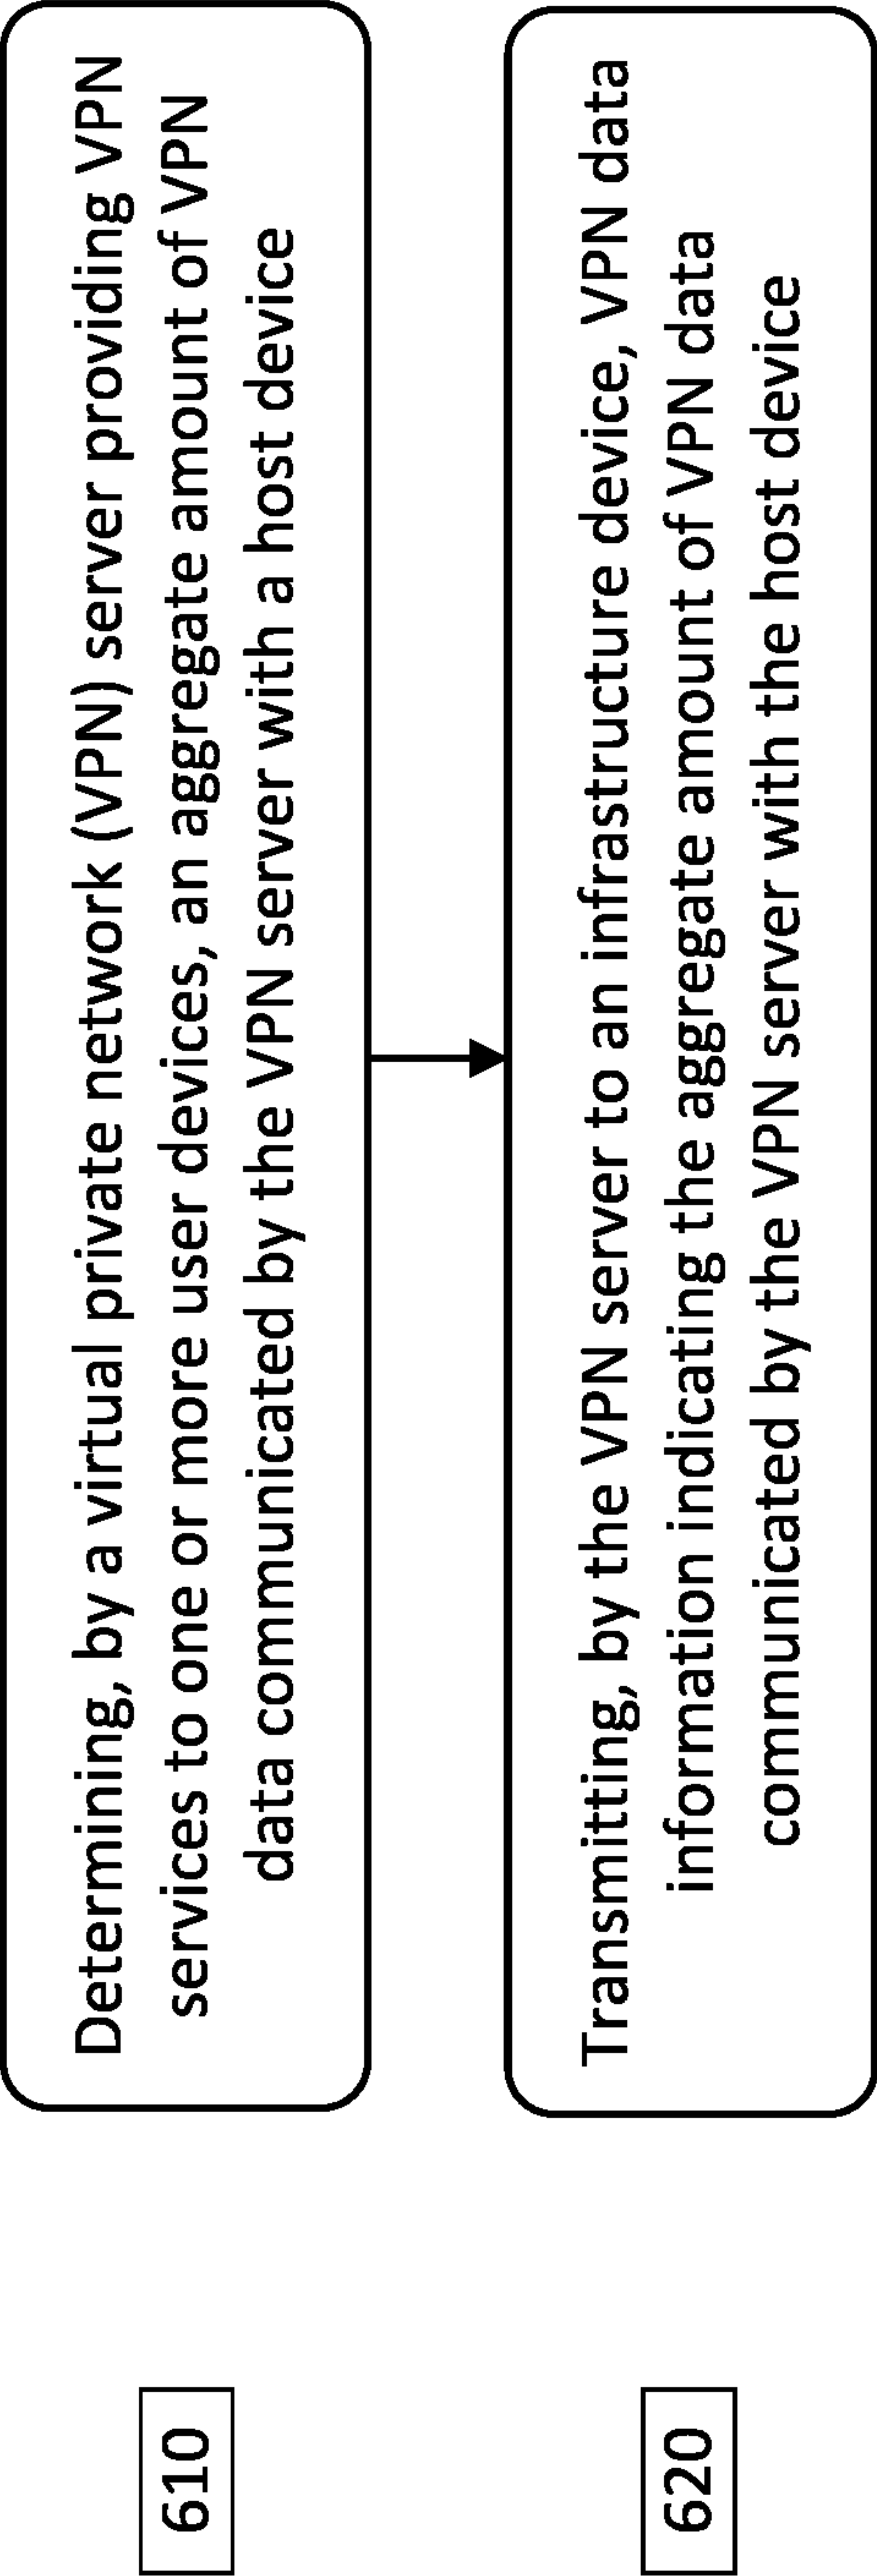 610
Determining, by a virtual private network (VPN) server providing VPN
services to one or more user devices, an aggregate amount of VPN
data communicated by the VPN server with a host device
620
Transmitting, by the VPN server to an infrastructure device, VPN data
information indicating the aggregate amount of VPN data
communicated by the VPN server with the host device